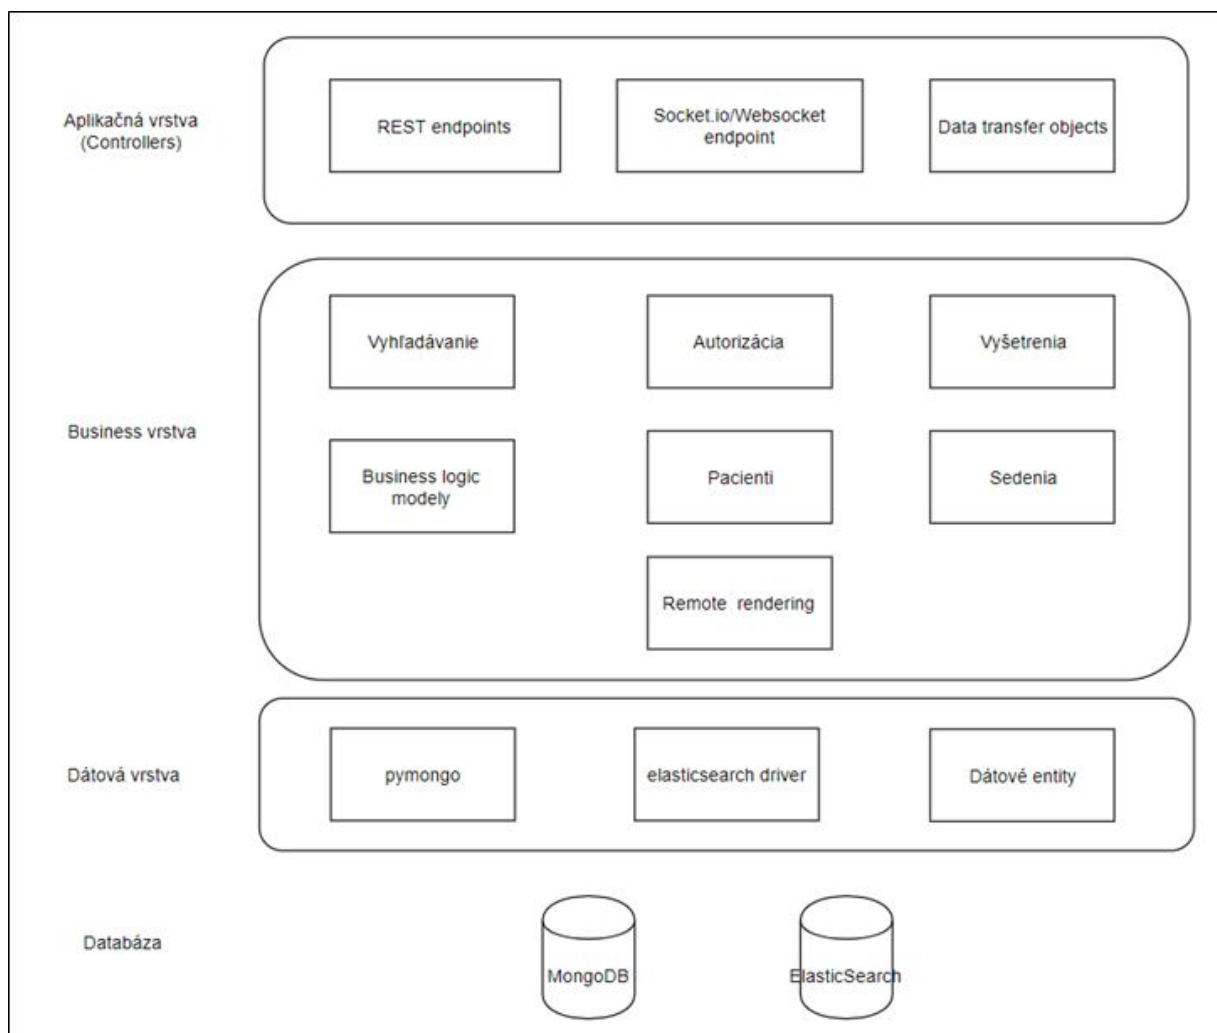 Aplikačná vrstva
(Controllers)
REST endpoints
Socket.io/Websocket
endpoint
Data transfer objects
Business vrstva
Vyhľadávanie
Autorizácia
Vyšetrenia
Business logic
modely
Pacienti
Sedenia
Remote rendering
Dátová vrstva
pymongo
elasticsearch driver
Dátové entity
Databáza
MongoDB
ElasticSearch